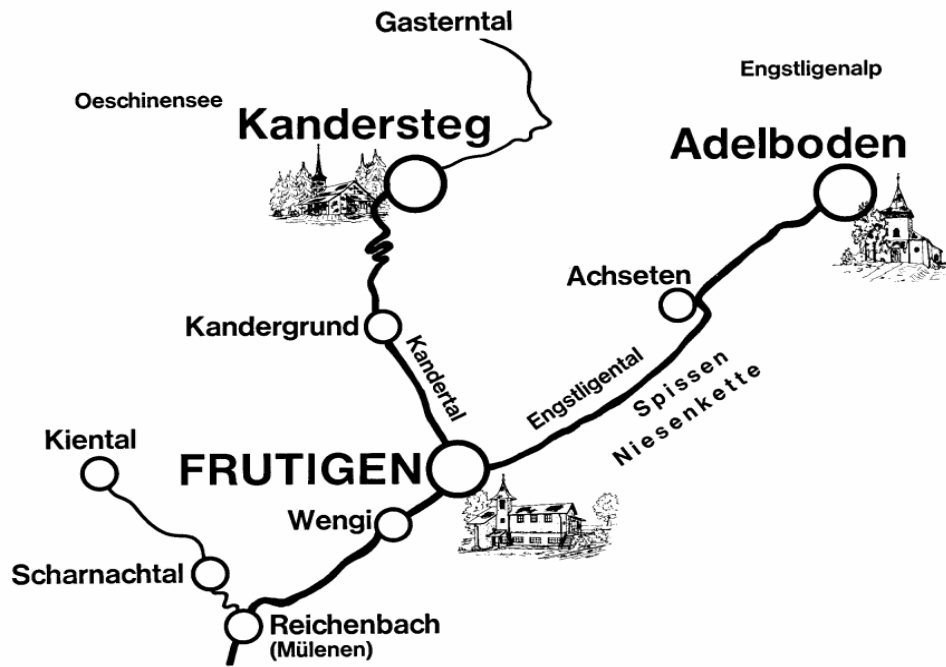 Gasterntal
Engstligenalp
Oeschinensee
Kandersteg
Adelboden
Achseten
Kandergrund
Kandertal
Engstligental
Spissen
Niesenkette
Kiental
FRUTIGEN
Wengi
Scharnachtal
Reichenbach
(Mülenen)